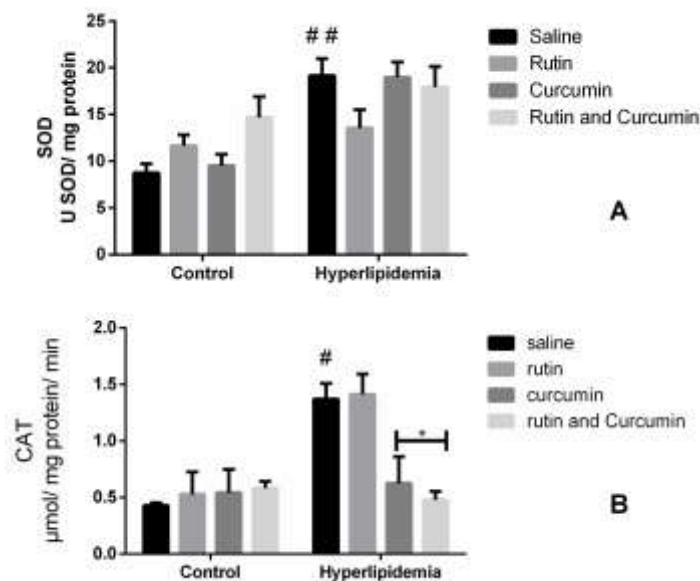 # #
25
20
15
10
5
0
SOD
U SOD/ mg protein
Control
Hyperlipidemia
Saline
Rutin
Curcumin
Rutin and Curcumin
A
2.0
1.5
1.0
0.5
0.0
CAT
µmol/ mg protein/ min
#
*
Control
Hyperlipidemia
saline
rutin
curcumin
rutin and Curcumin
B